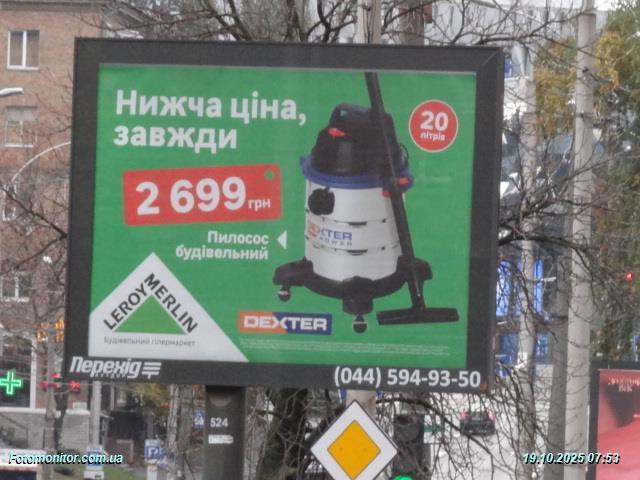 Нижча ціна,
завжди
20
літрів
2 699 грн
Пилосос
будівельний
DEXTER
POWER
LEROY MERLIN
Будівельний гіпермаркет
DEXTER
Перехід
(044) 594-93-50
524
Fotomonitor.com.ua
19.10.2025 07:53